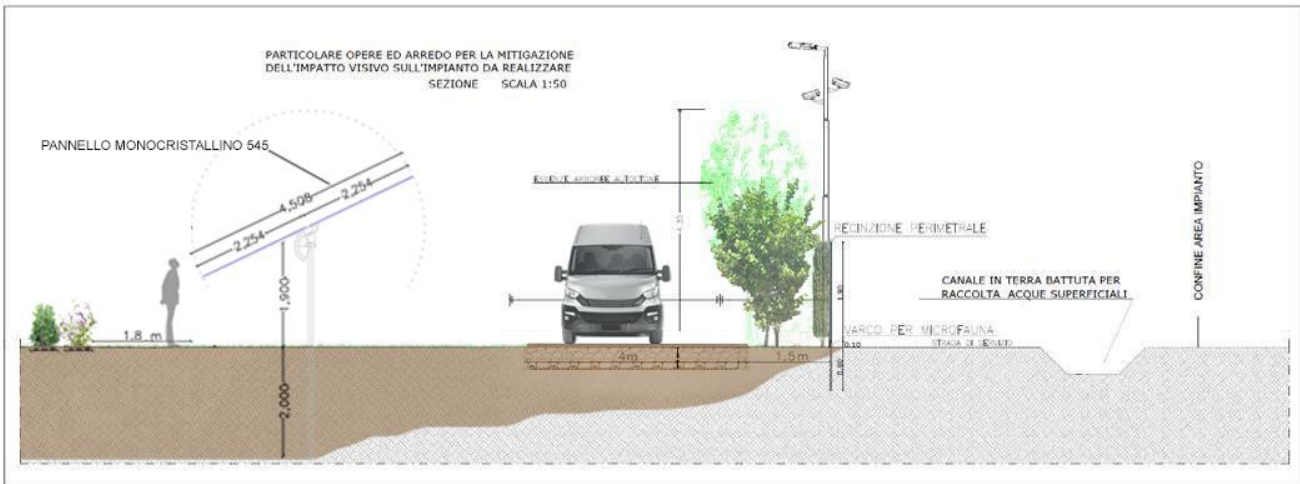 PARTICOLARE OPERE ED ARREDO PER LA MITIGAZIONE
DELL'IMPATTO VISIVO SULL'IMPIANTO DA REALIZZARE
SEZIONE SCALA 1:50
PANNELLO MONOCRISTALLINO 545
4,508
2,254
2,254
ESSENZE ARBOREE AUTOCTONE
RECINZIONE PERIMETRALE
CONFINE AREA IMPIANTO
CANALE IN TERRA BATTUTA PER
RACCOLTA ACQUE SUPERFICIALI
1,900
1.8 m
VARCO PER MICROFAUNA
STRADA DI SERVIZIO
0.10
4m
1.5m
2,000